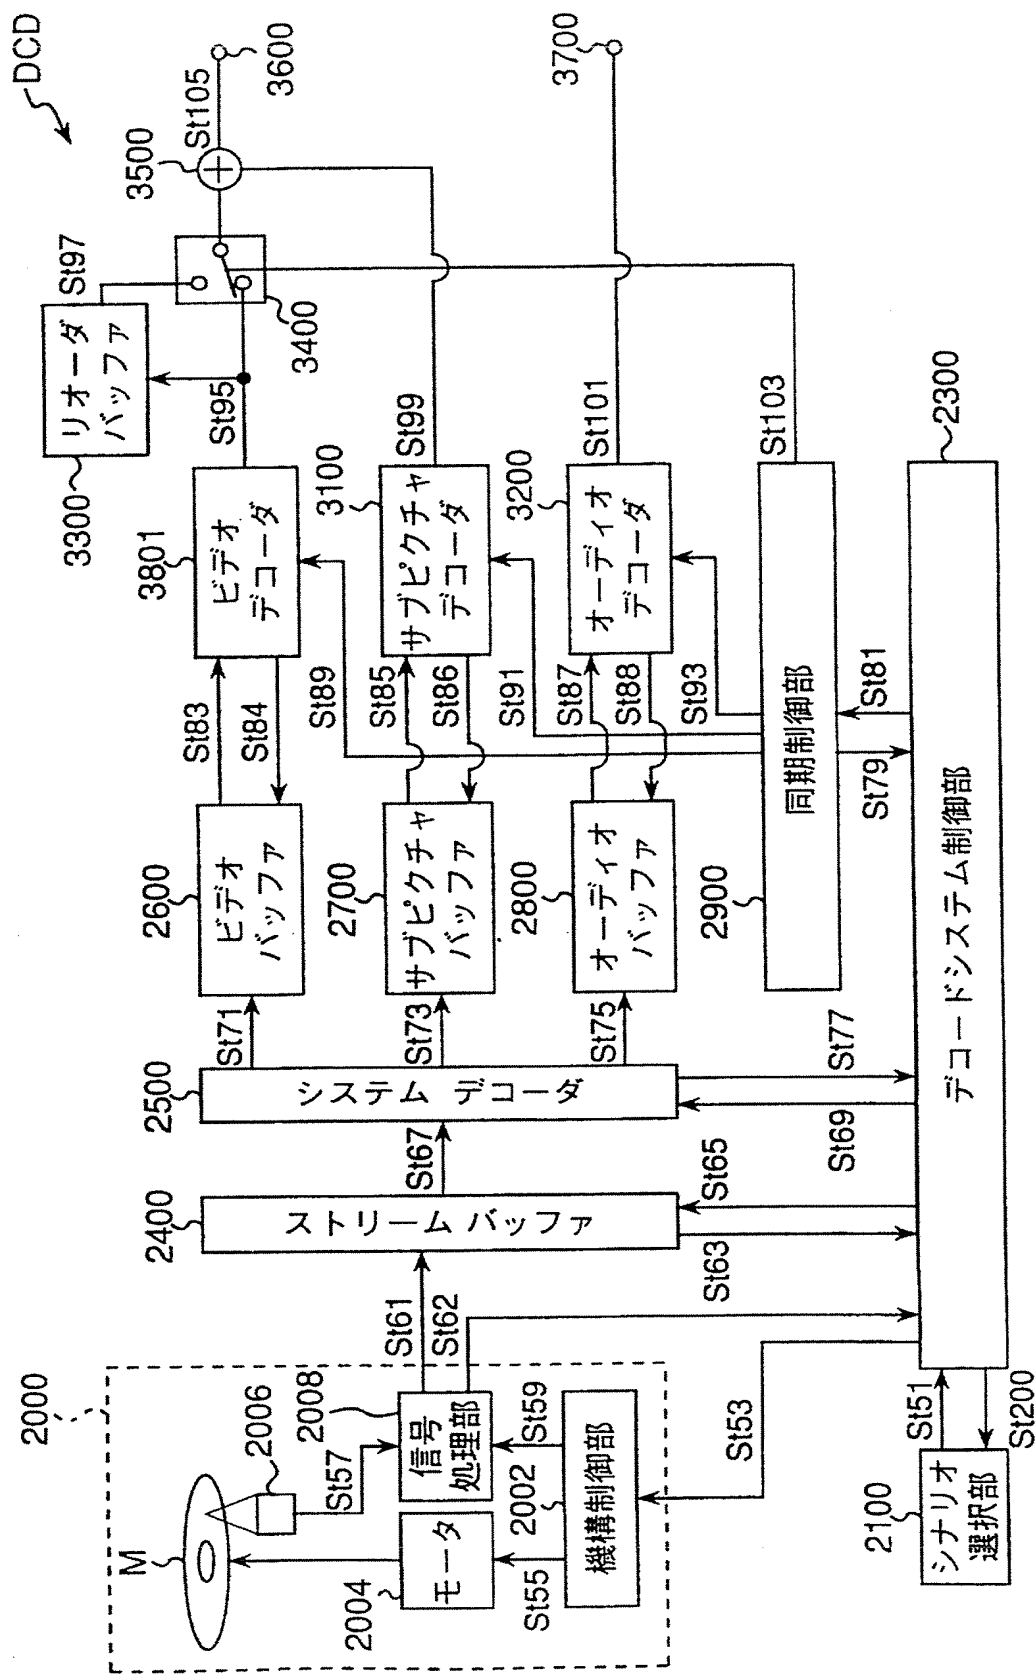 DCD
2000
M
2006
St57
2008
信号
処理部
2004
モータ
St55
2002
St59
機構制御部
St61
St62
St53
2100
シナリオ
選択部
St51
St200
2400
ストリーム バッファ
St63
St65
St67
2500
システム デコーダ
St69
St77
St71
St73
St75
2600
ビデオ
バッファ
2700
サブピクチャ
バッファ
2800
オーディオ
バッファ
2900
同期制御部
St79
St81
2300
デコードシステム制御部
St83
St84
St89
St85
St86
St91
St87
St88
St93
3801
ビデオ
デコーダ
3100
サブピクチャ
デコーダ
3200
オーディオ
デコーダ
St95
St99
St101
St103
3300
リオーダ
バッファ
St97
3400
3500
St105
3600
3700